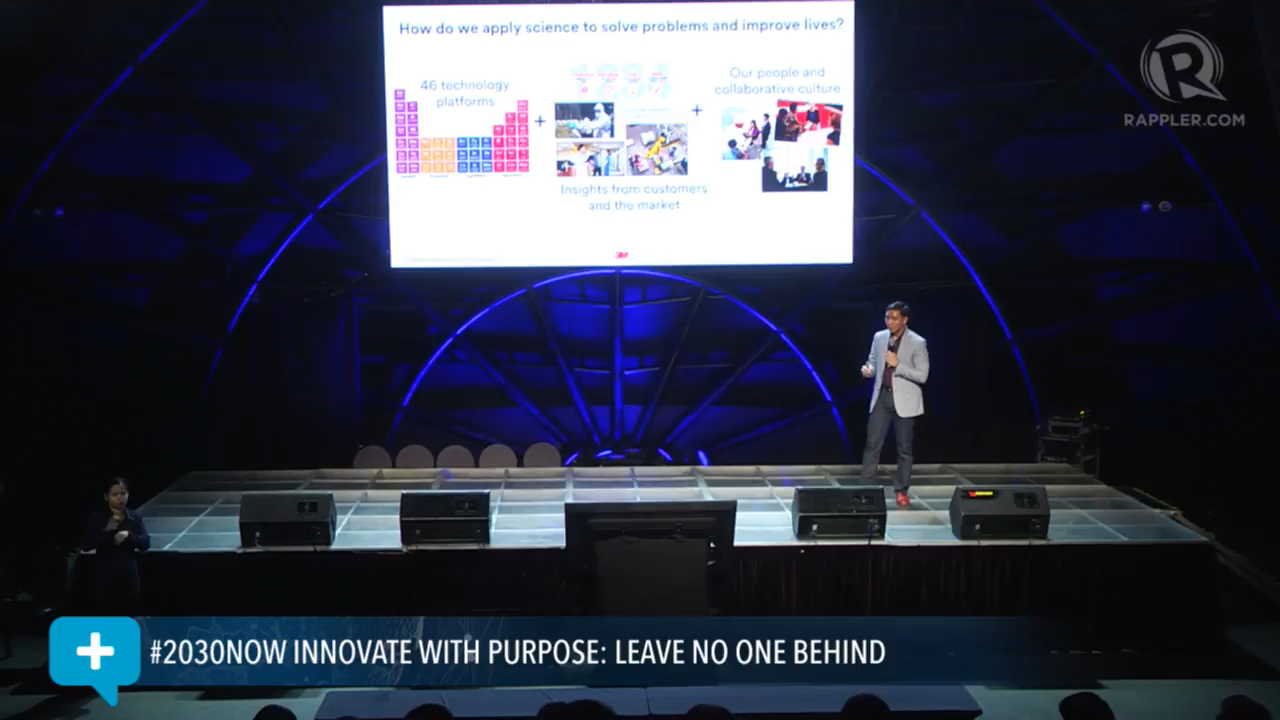 How do we apply science to solve problems and improve lives?
46 technology
platforms
+
Insights from customers
and the market
+
Our people and
collaborative culture
3M
R
RAPPLER.COM
#2030NOW INNOVATE WITH PURPOSE: LEAVE NO ONE BEHIND